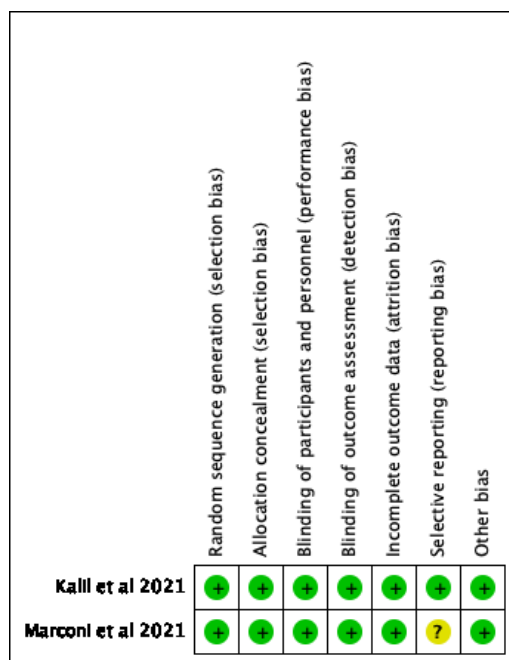 Random sequence generation (selection bias)
Allocation concealment (selection bias)
Blinding of participants and personnel (performance bias)
Blinding of outcome assessment (detection bias)
Incomplete outcome data (attrition bias)
Selective reporting (reporting bias)
Other bias
Kalil et al 2021 + + + + + + +
Marconi et al 2021 + + + + + ? +